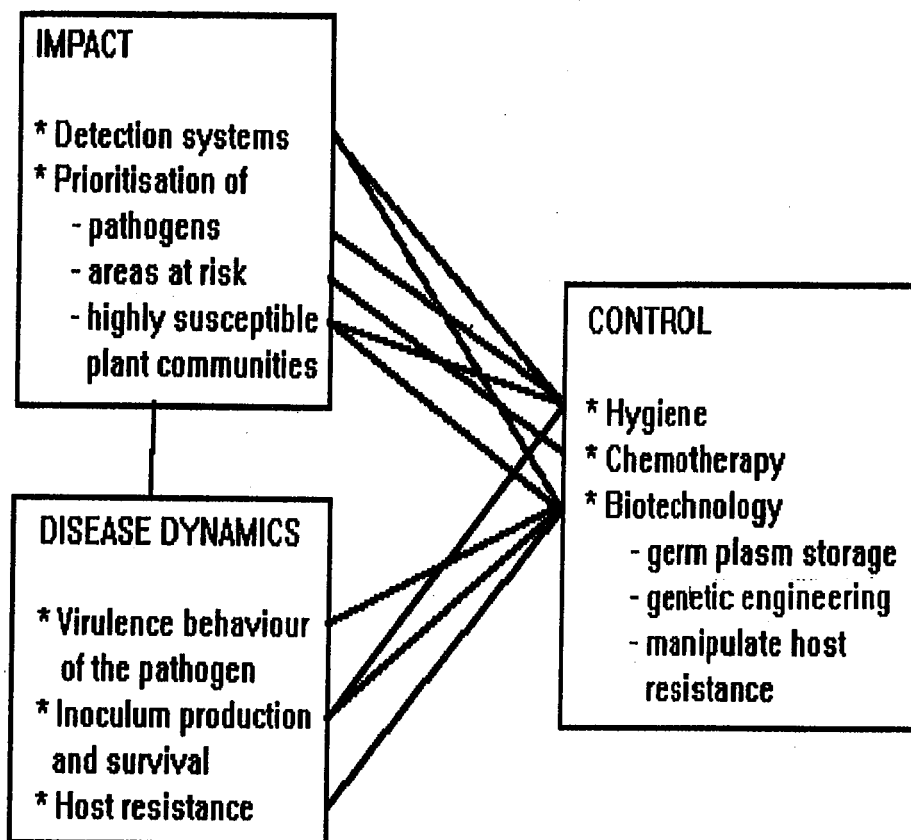 IMPACT
* Detection systems
* Prioritisation of
- pathogens
- areas at risk
- highly susceptible
plant communities
DISEASE DYNAMICS
* Virulence behaviour
of the pathogen
* Inoculum production
and survival
* Host resistance
CONTROL
* Hygiene
* Chemotherapy
* Biotechnology
- germ plasm storage
- genetic engineering
- manipulate host
resistance